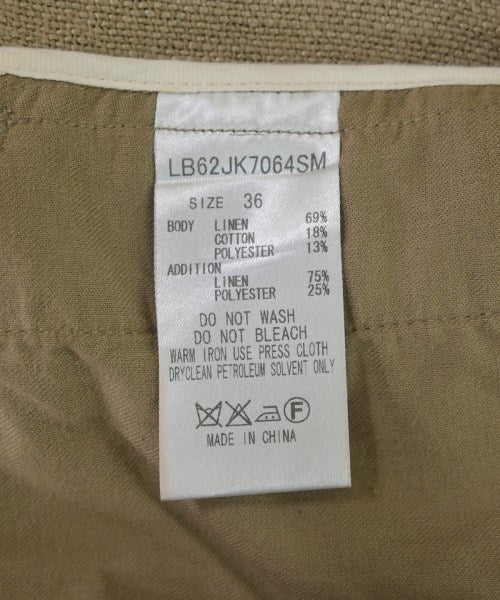 LB62JK7064SM
SIZE 36
BODY LINEN 69%
COTTON 18%
POLYESTER 13%
ADDITION
LINEN 75%
POLYESTER 25%
DO NOT WASH
DO NOT BLEACH
WARM IRON USE PRESS CLOTH
DRYCLEAN PETROLEUM SOLVENT ONLY
F
MADE IN CHINA